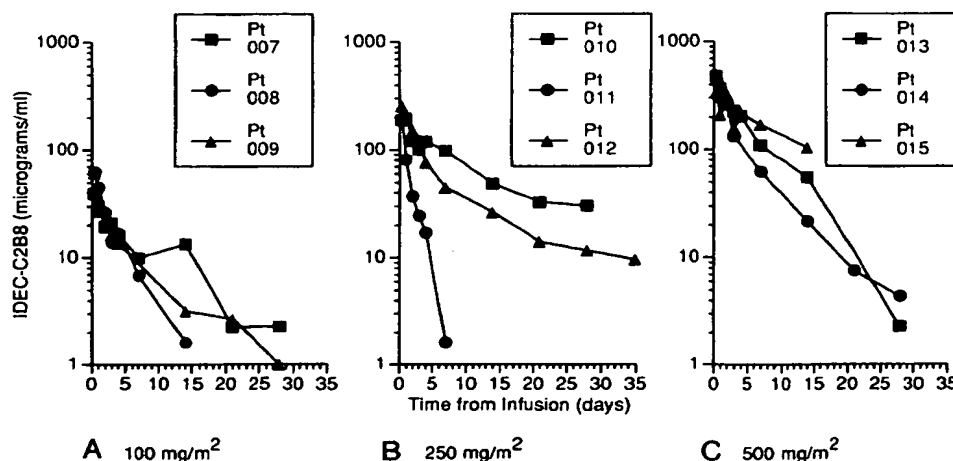 Pt 007
Pt 008
Pt 009
Pt 010
Pt 011
Pt 012
Pt 013
Pt 014
Pt 015
IDEC-C2B8 (micrograms/ml)
1000
100
10
1
0 5 10 15 20 25 30 35
1000
100
10
1
0 5 10 15 20 25 30 35
1000
100
10
1
0 5 10 15 20 25 30 35
Time from Infusion (days)
A 100 mg/m²
B 250 mg/m²
C 500 mg/m²